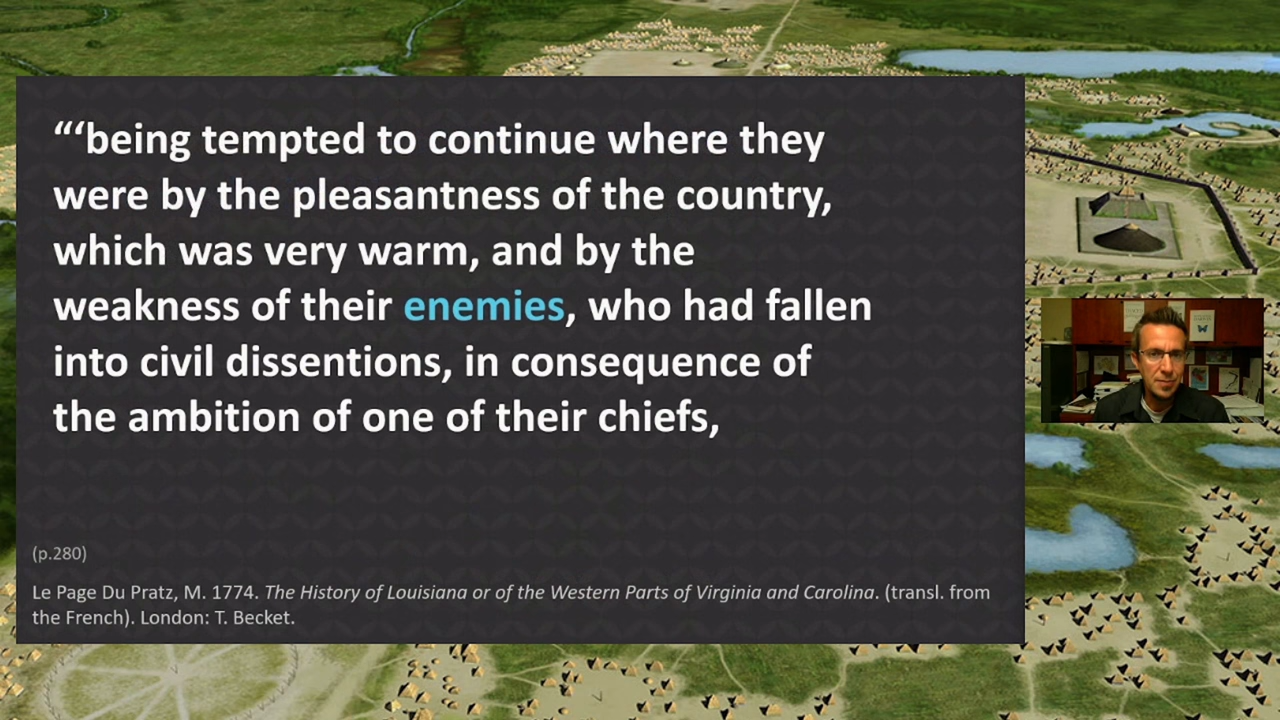 “‘being tempted to continue where they
were by the pleasantness of the country,
which was very warm, and by the
weakness of their enemies, who had fallen
into civil dissentions, in consequence of
the ambition of one of their chiefs,
(p.280)
Le Page Du Pratz, M. 1774. The History of Louisiana or of the Western Parts of Virginia and Carolina. (transl. from
the French). London: T. Becket.